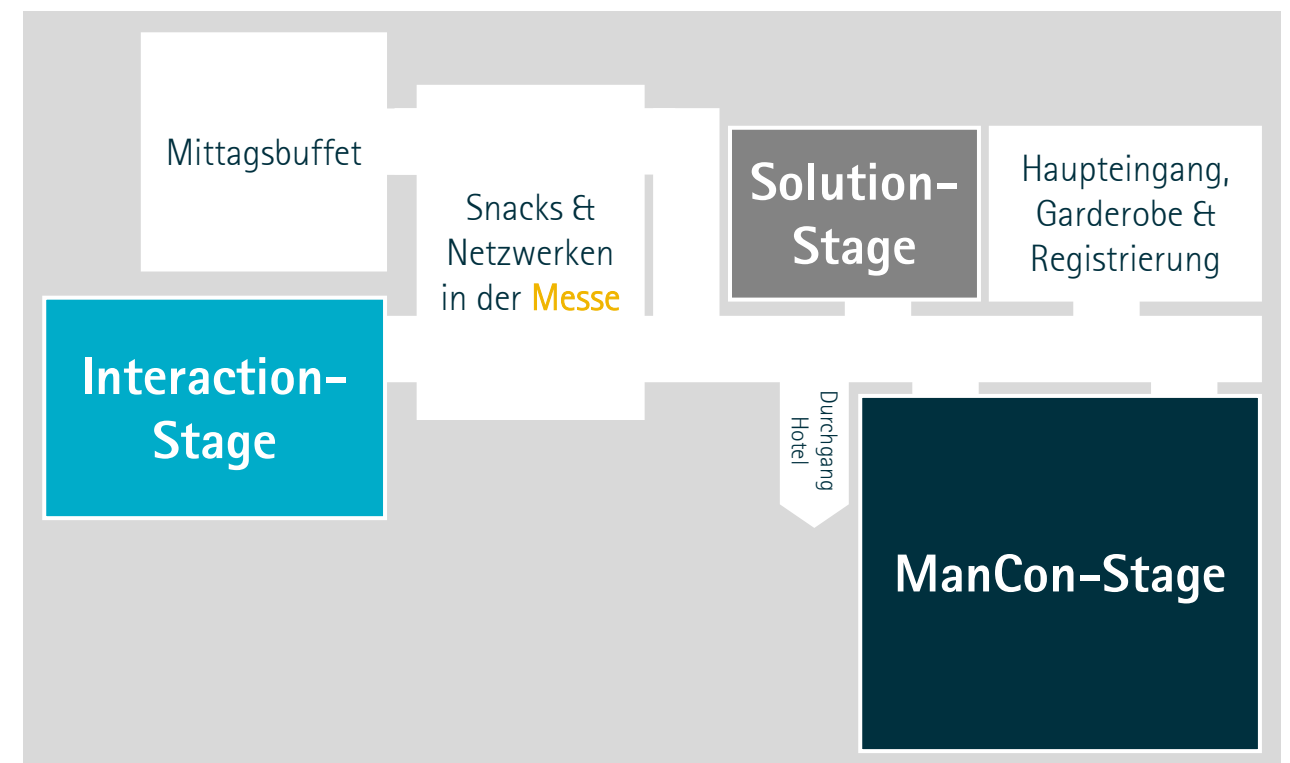 Mittagsbuffet
Snacks &
Netzwerken
in der Messe
Solution-
Stage
Haupteingang,
Garderobe &
Registrierung
Interaction-
Stage
Durchgang
Hotel
ManCon-Stage